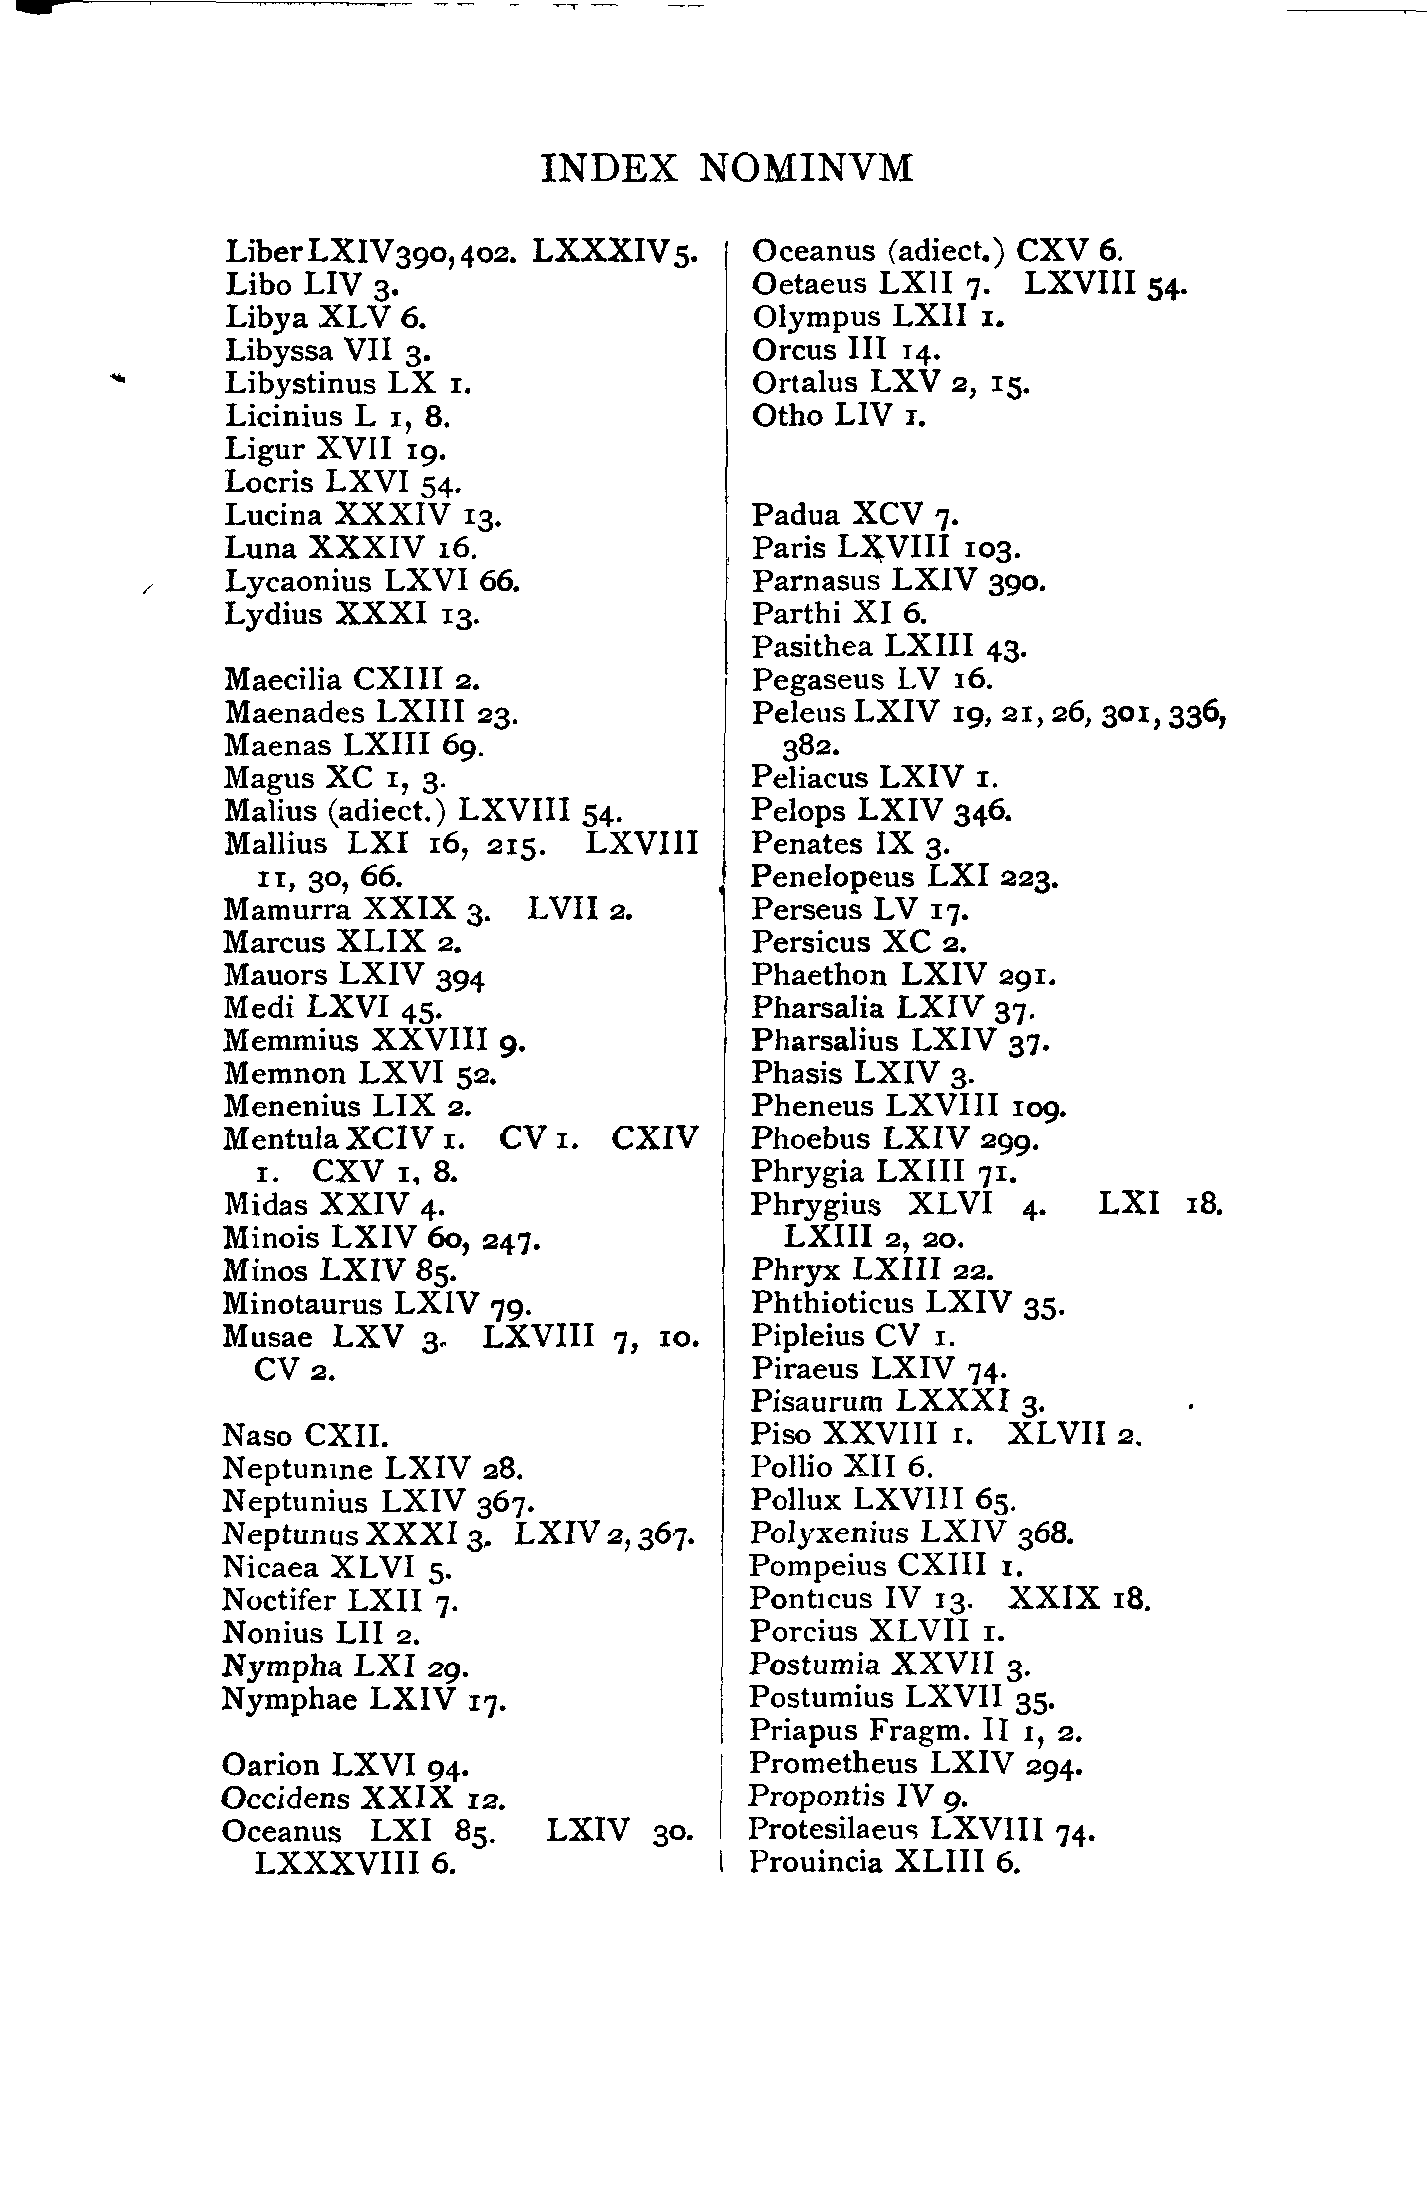 INDEX NOMINVM
Liber LXIV 390, 402. LXXXIV 5.
Libo LIV 3.
Libya XLV 6.
Libyssa VII 3.
Libystinus LX 1.
Licinius L 1, 8.
Ligur XVII 19.
Locris LXVI 54.
Lucina XXXIV 13.
Luna XXXIV 16.
Lycaonius LXVI 66.
Lydius XXXI 13.
Maecilia CXIII 2.
Maenades LXIII 23.
Maenas LXIII 69.
Magus XC 1, 3.
Malius (adiect.) LXVIII 54.
Mallius LXI 16, 215. LXVIII
11, 30, 66.
Mamurra XXIX 3. LVII 2.
Marcus XLIX 2.
Mauors LXIV 394
Medi LXVI 45.
Memmius XXVIII 9.
Memnon LXVI 52.
Menenius LIX 2.
Mentula XCIV 1. CV 1. CXIV
1. CXV 1, 8.
Midas XXIV 4.
Minois LXIV 60, 247.
Minos LXIV 85.
Minotaurus LXIV 79.
Musae LXV 3. LXVIII 7, 10.
CV 2.
Naso CXII.
Neptunine LXIV 28.
Neptunius LXIV 367.
Neptunus XXXI 3. LXIV 2, 367.
Nicaea XLVI 5.
Noctifer LXII 7.
Nonius LII 2.
Nympha LXI 29.
Nymphae LXIV 17.
Oarion LXVI 94.
Occidens XXIX 12.
Oceanus LXI 85. LXIV 30.
LXXXVIII 6.
Oceanus (adiect.) CXV 6.
Oetaeus LXII 7. LXVIII 54.
Olympus LXII 1.
Orcus III 14.
Ortalus LXV 2, 15.
Otho LIV 1.
Padua XCV 7.
Paris LXVIII 103.
Parnasus LXIV 390.
Parthi XI 6.
Pasithea LXIII 43.
Pegaseus LV 16.
Peleus LXIV 19, 21, 26, 301, 336,
382.
Peliacus LXIV 1.
Pelops LXIV 346.
Penates IX 3.
Penelopeus LXI 223.
Perseus LV 17.
Persicus XC 2.
Phaethon LXIV 291.
Pharsalia LXIV 37.
Pharsalius LXIV 37.
Phasis LXIV 3.
Pheneus LXVIII 109.
Phoebus LXIV 299.
Phrygia LXIII 71.
Phrygius XLVI 4. LXI 18.
LXIII 2, 20.
Phryx LXIII 22.
Phthioticus LXIV 35.
Pipleius CV 1.
Piraeus LXIV 74.
Pisaurum LXXXI 3.
Piso XXVIII 1. XLVII 2.
Pollio XII 6.
Pollux LXVIII 65.
Polyxenius LXIV 368.
Pompeius CXIII 1.
Ponticus IV 13. XXIX 18.
Porcius XLVII 1.
Postumia XXVII 3.
Postumius LXVII 35.
Priapus Fragm. II 1, 2.
Prometheus LXIV 294.
Propontis IV 9.
Protesilaeus LXVIII 74.
Prouincia XLIII 6.